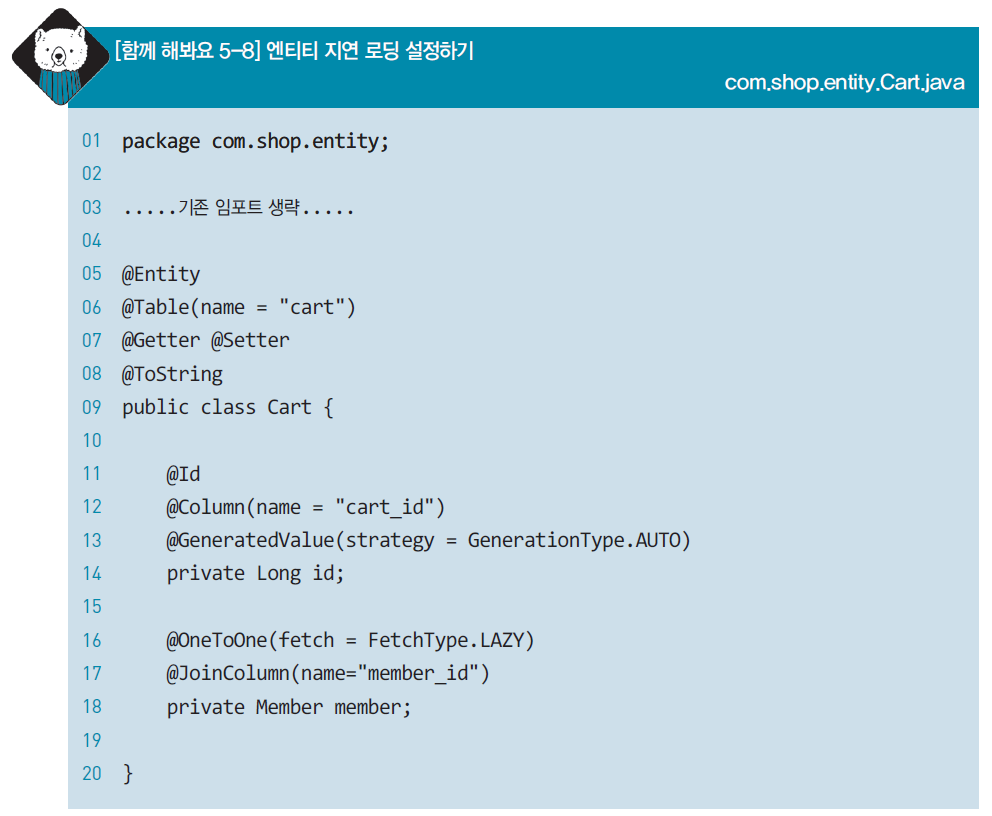 [함께 해봐요 5-8] 엔티티 지연 로딩 설정하기
com.shop.entity.Cart.java
01 package com.shop.entity;
02
03 .....기존 임포트 생략.....
04
05 @Entity
06 @Table(name = "cart")
07 @Getter @Setter
08 @ToString
09 public class Cart {
10
11     @Id
12     @Column(name = "cart_id")
13     @GeneratedValue(strategy = GenerationType.AUTO)
14     private Long id;
15
16     @OneToOne(fetch = FetchType.LAZY)
17     @JoinColumn(name="member_id")
18     private Member member;
19
20 }